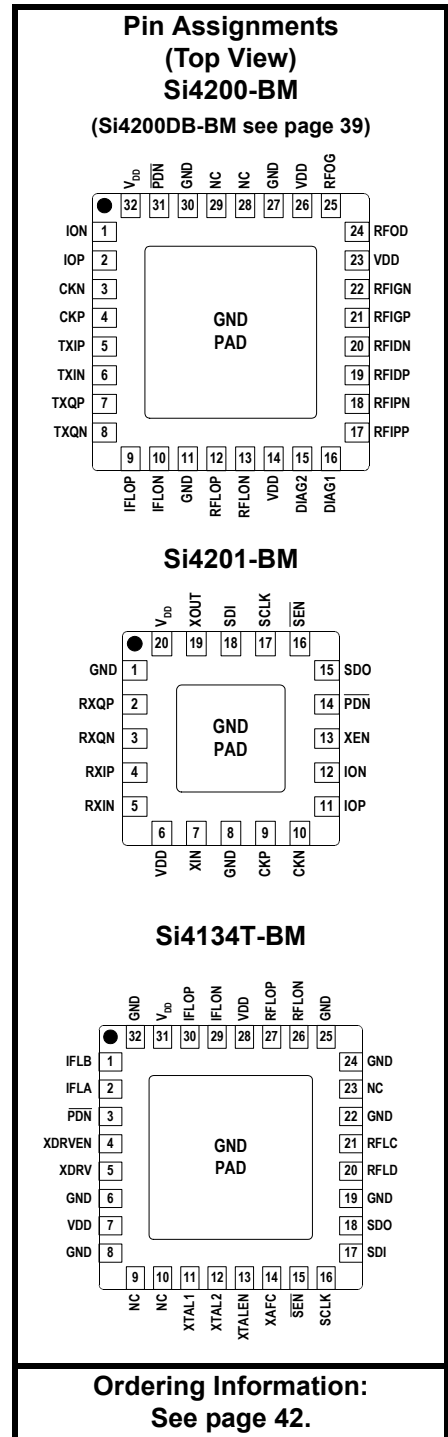 Pin Assignments
(Top View)
Si4200-BM
(Si4200DB-BM see page 39)
VDD PDN GND NC NC GND VDD RFOG
32 31 30 29 28 27 26 25
ION 1 24 RFOD
IOP 2 23 VDD
CKN 3 22 RFIGN
CKP 4 21 RFIGP
TXIP 5 20 RFIDN
TXIN 6 19 RFIDP
TXQP 7 18 RFIPN
TXQN 8 17 RFIPP
GND
PAD
9 10 11 12 13 14 15 16
IFLOP IFLON GND RFLOP RFLON VDD DIAG2 DIAG1
Si4201-BM
VDD XOUT SDI SCLK SEN
20 19 18 17 16
GND 1 15 SDO
RXQP 2 14 PDN
RXQN 3 13 XEN
RXIP 4 12 ION
RXIN 5 11 IOP
GND
PAD
6 7 8 9 10
VDD XIN GND CKP CKN
Si4134T-BM
GND VDD IFLOP IFLON VDD RFLOP RFLON GND
32 31 30 29 28 27 26 25
IFLB 1 24 GND
IFLA 2 23 NC
PDN 3 22 GND
XDRVEN 4 21 RFLC
XDRV 5 20 RFLD
GND 6 19 GND
VDD 7 18 SDO
GND 8 17 SDI
GND
PAD
9 10 11 12 13 14 15 16
NC NC XTAL1 XTAL2 XTALEN XAFC SEN SCLK
Ordering Information:
See page 42.